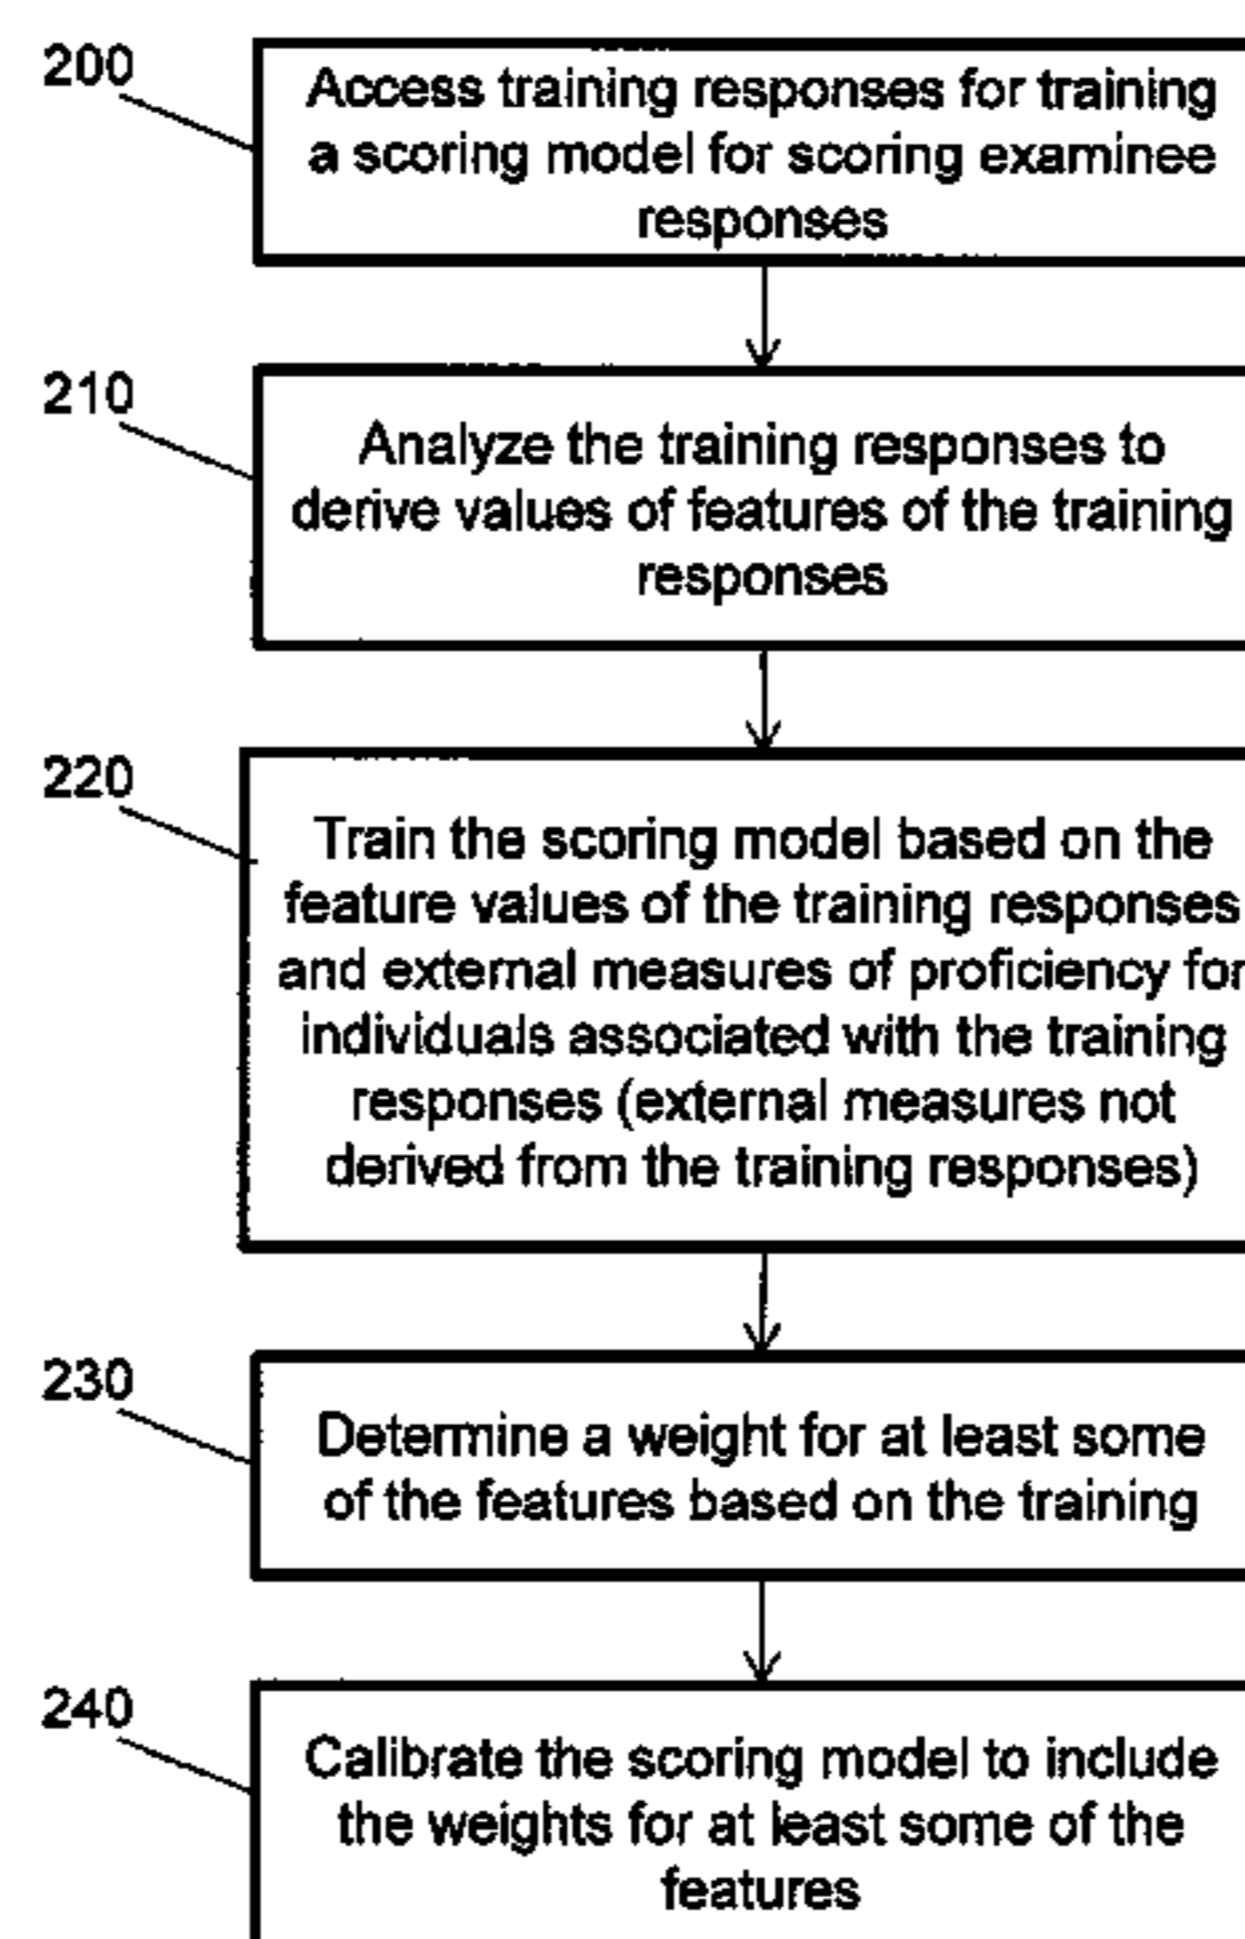 200
Access training responses for training
a scoring model for scoring examinee
responses
210
Analyze the training responses to
derive values of features of the training
responses
220
Train the scoring model based on the
feature values of the training responses
and external measures of proficiency for
individuals associated with the training
responses (external measures not
derived from the training responses)
230
Determine a weight for at least some
of the features based on the training
240
Calibrate the scoring model to include
the weights for at least some of the
features